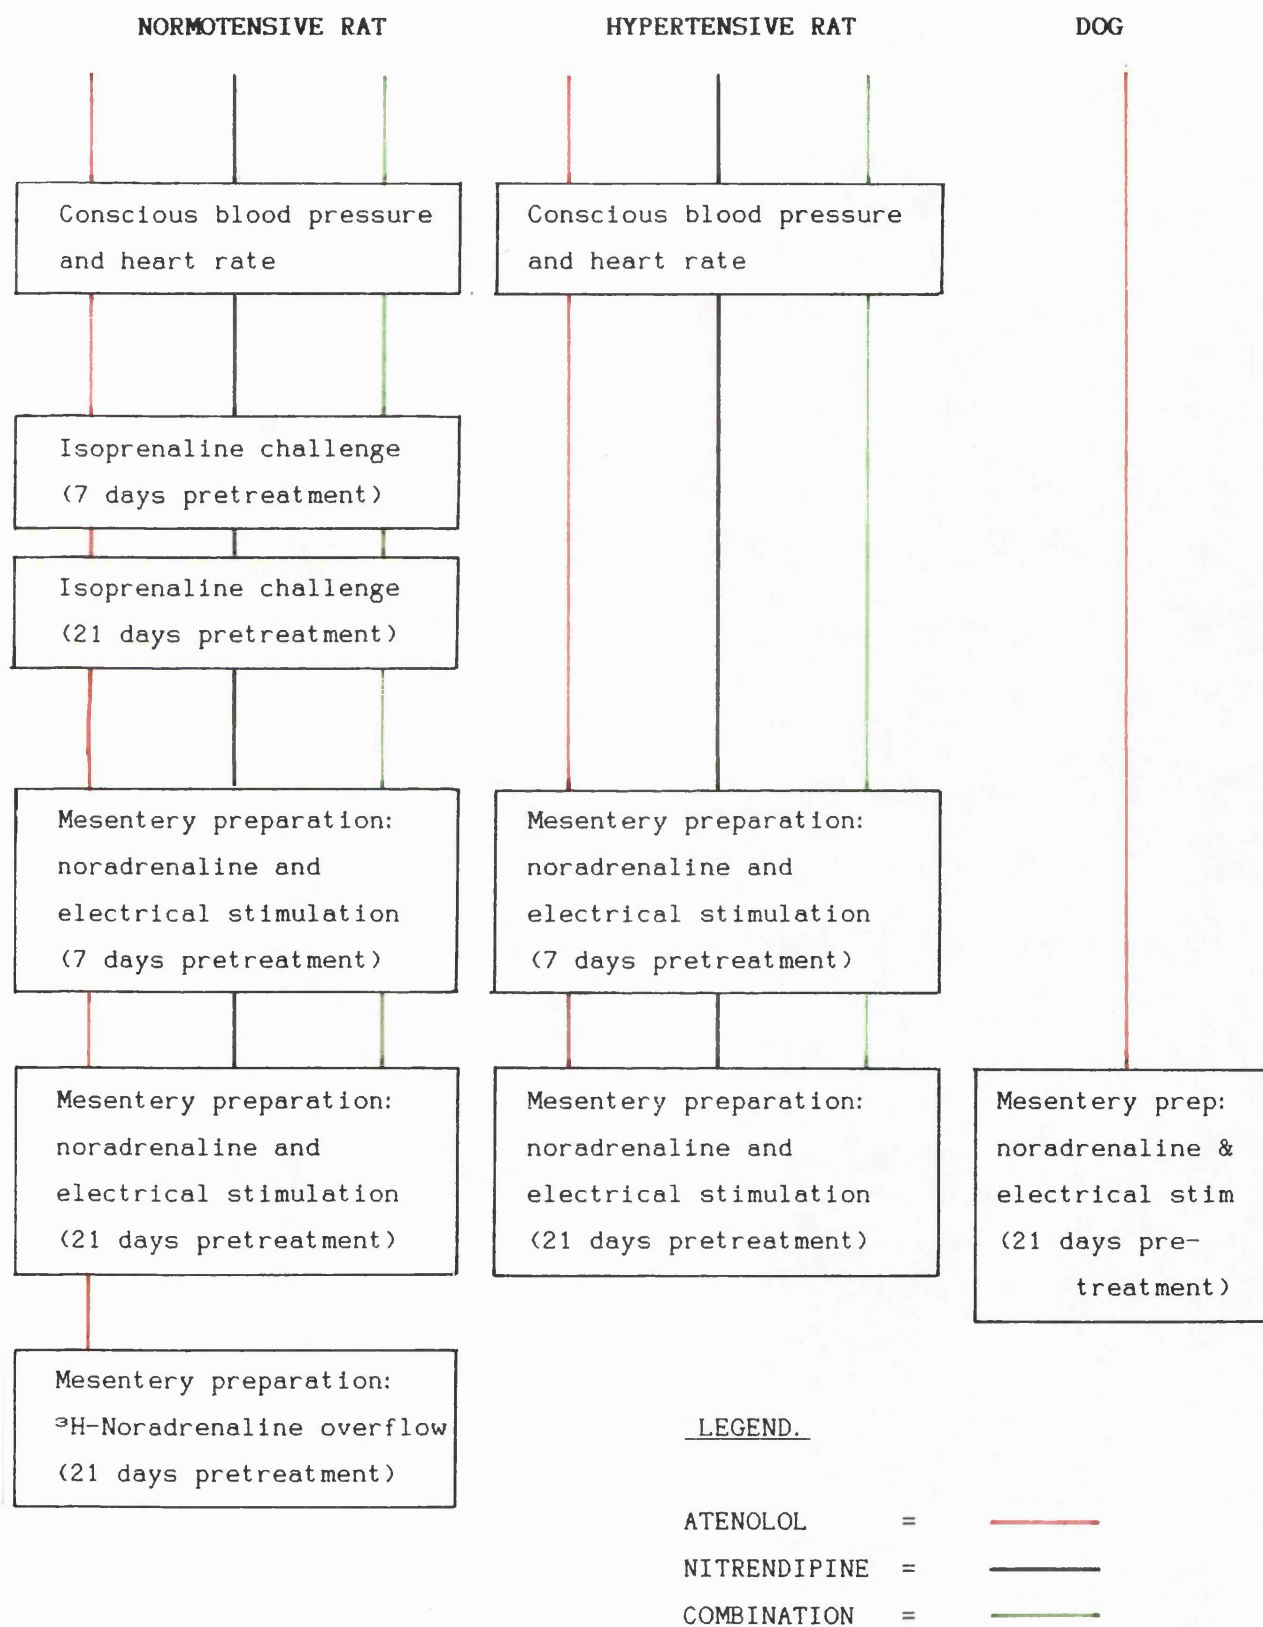 NORMOTENSIVE RAT
HYPERTENSIVE RAT
DOG
Conscious blood pressure
and heart rate
Conscious blood pressure
and heart rate
Isoprenaline challenge
(7 days pretreatment)
Isoprenaline challenge
(21 days pretreatment)
Mesentery preparation:
noradrenaline and
electrical stimulation
(7 days pretreatment)
Mesentery preparation:
noradrenaline and
electrical stimulation
(7 days pretreatment)
Mesentery preparation:
noradrenaline and
electrical stimulation
(21 days pretreatment)
Mesentery preparation:
noradrenaline and
electrical stimulation
(21 days pretreatment)
Mesentery prep:
noradrenaline &
electrical stim
(21 days pre-
treatment)
Mesentery preparation:
³H-Noradrenaline overflow
(21 days pretreatment)
LEGEND.
ATENOLOL =
NITRENDIPINE =
COMBINATION =